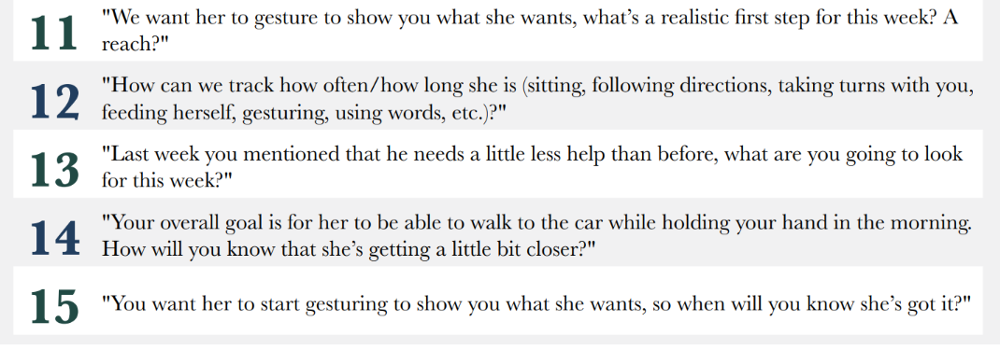 11
"We want her to gesture to show you what she wants, what’s a realistic first step for this week? A
reach?"
12
"How can we track how often/how long she is (sitting, following directions, taking turns with you,
feeding herself, gesturing, using words, etc.)?"
13
"Last week you mentioned that he needs a little less help than before, what are you going to look
for this week?"
14
"Your overall goal is for her to be able to walk to the car while holding your hand in the morning.
How will you know that she’s getting a little bit closer?"
15
"You want her to start gesturing to show you what she wants, so when will you know she’s got it?"